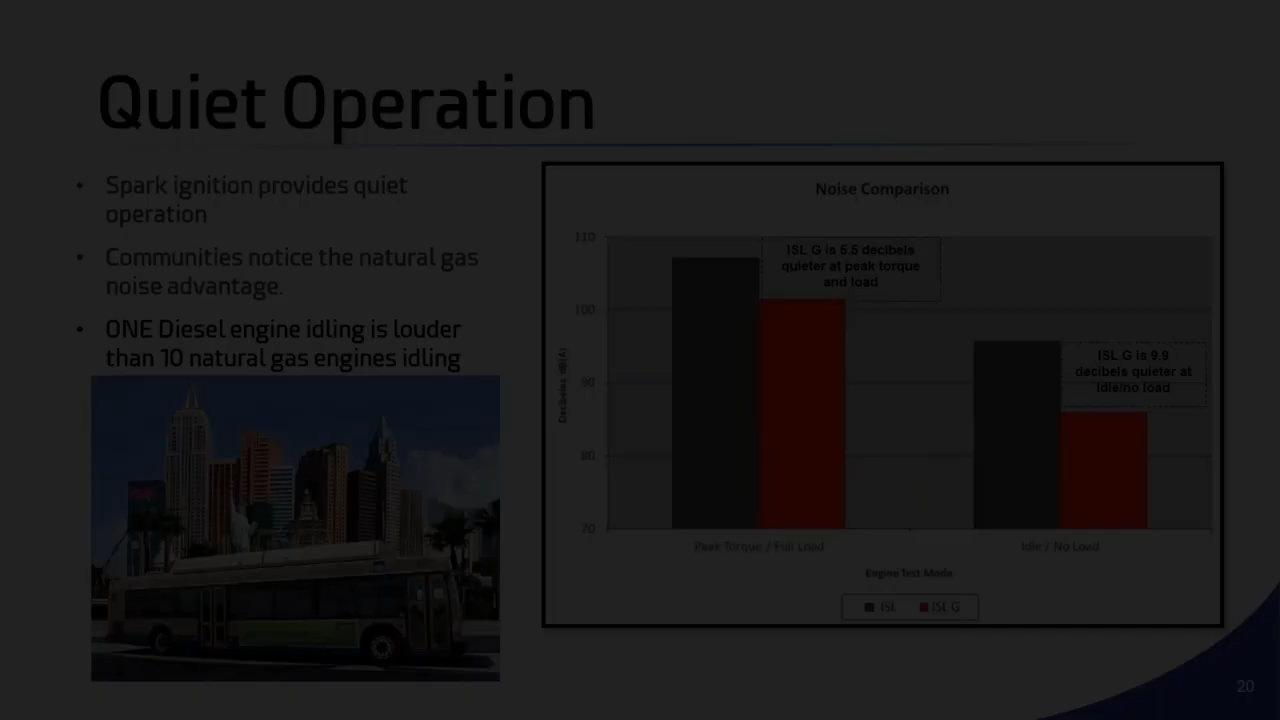 Quiet Operation
• Spark ignition provides quiet
operation
• Communities notice the natural gas
noise advantage.
• ONE Diesel engine idling is louder
than 10 natural gas engines idling
Noise Comparison
110
100
90
80
70
Decibels dB(A)
ISL G is 5.5 decibels
quieter at peak torque
and load
ISL G is 9.9
decibels quieter at
Idle/no load
Peak Torque / Full Load
Idle / No Load
Engine Test Mode
ISL
ISL G
20